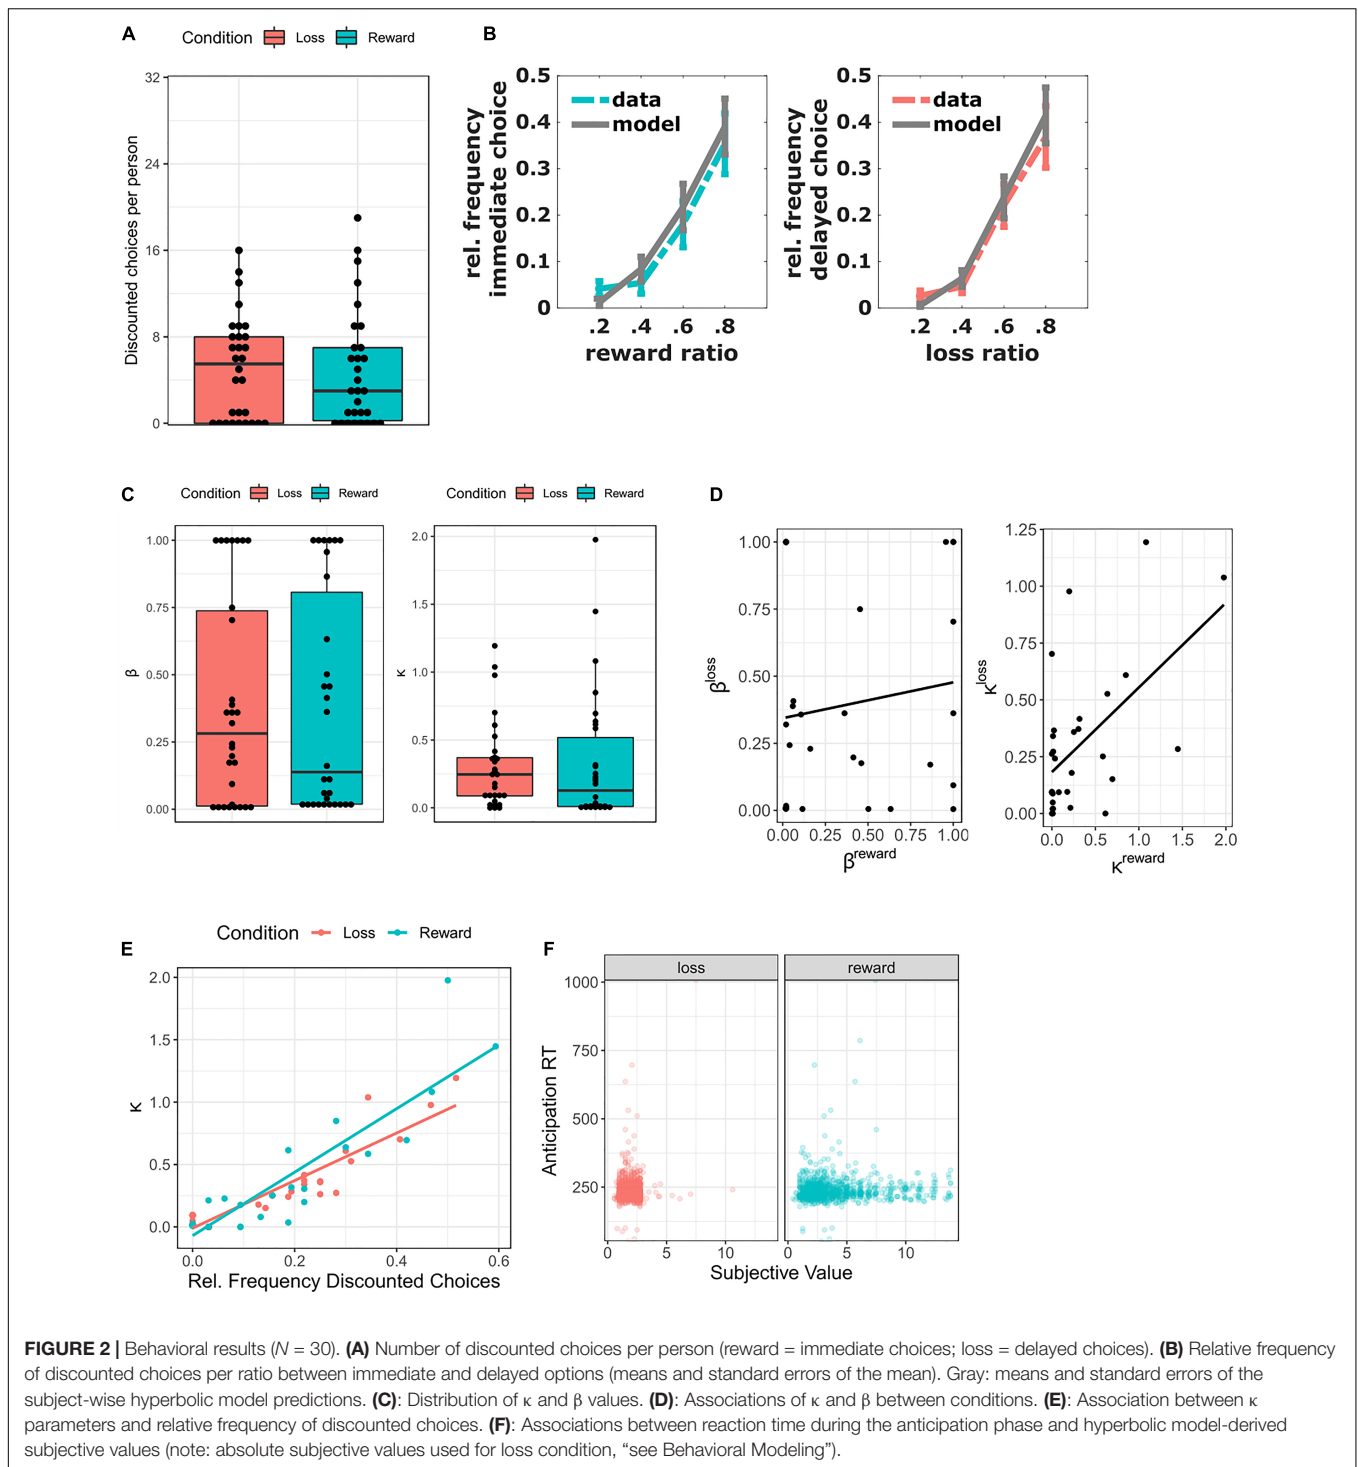 A
Condition Loss Reward
Discounted choices per person
32
24
16
8
0
B
rel. frequency
immediate choice
0.5
0.4
0.3
0.2
0.1
0
data
model
.2 .4 .6 .8
reward ratio
rel. frequency
delayed choice
0.5
0.4
0.3
0.2
0.1
0
data
model
.2 .4 .6 .8
loss ratio
C
Condition Loss Reward
β
1.00
0.75
0.50
0.25
0.00
Condition Loss Reward
κ
2.0
1.5
1.0
0.5
0.0
D
β^loss
1.00
0.75
0.50
0.25
0.00
0.00 0.25 0.50 0.75 1.00
β^reward
κ^loss
1.25
1.00
0.75
0.50
0.25
0.00
0.0 0.5 1.0 1.5 2.0
κ^reward
E
Condition Loss Reward
κ
2.0
1.5
1.0
0.5
0.0
0.0 0.2 0.4 0.6
Rel. Frequency Discounted Choices
F
loss reward
Anticipation RT
1000
750
500
250
0 5 10 0 5 10
Subjective Value
FIGURE 2 | Behavioral results (N = 30). (A) Number of discounted choices per person (reward = immediate choices; loss = delayed choices). (B) Relative frequency
of discounted choices per ratio between immediate and delayed options (means and standard errors of the mean). Gray: means and standard errors of the
subject-wise hyperbolic model predictions. (C): Distribution of κ and β values. (D): Associations of κ and β between conditions. (E): Association between κ
parameters and relative frequency of discounted choices. (F): Associations between reaction time during the anticipation phase and hyperbolic model-derived
subjective values (note: absolute subjective values used for loss condition, “see Behavioral Modeling”).